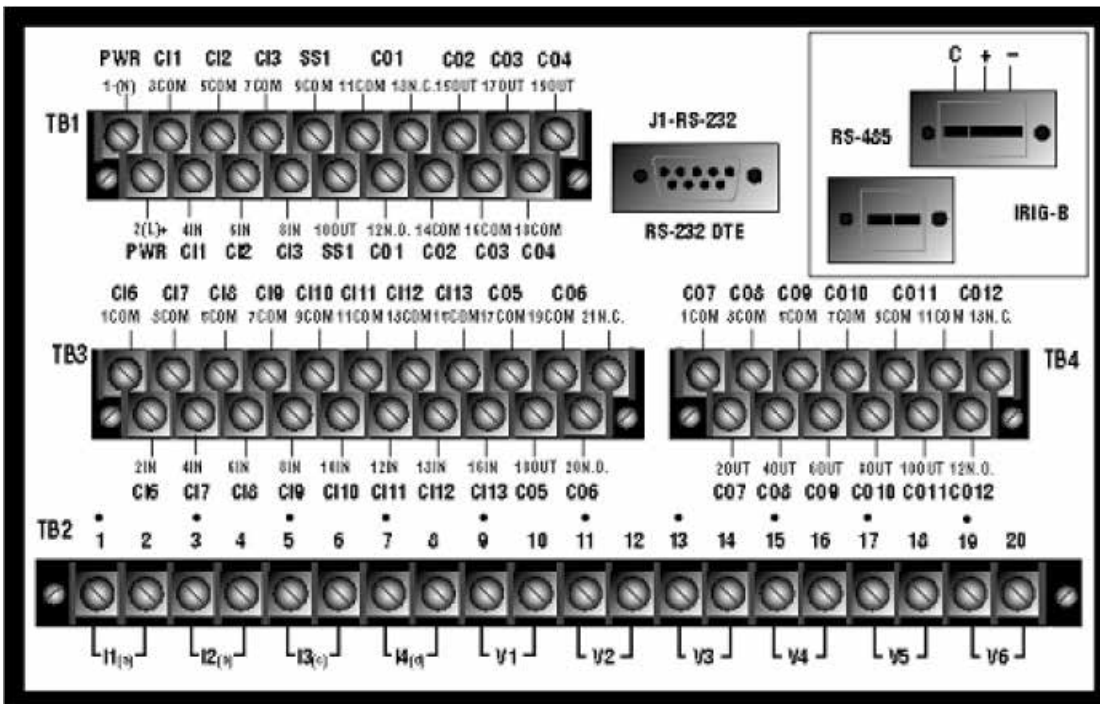 PWR CI1 CI2 CI3 SS1 CO1 CO2 CO3 CO4
1-(N) 3COM 5COM 7COM 9COM 11COM 13N.C. 15OUT 17OUT 19OUT
TB1
2(L)+ 4IN 6IN 8IN 10OUT 12N.O. 14COM 16COM 18COM
PWR CI1 CI2 CI3 SS1 CO1 CO2 CO3 CO4
J1-RS-232
RS-232 DTE
C + -
RS-485
IRIG-B
CI6 CI7 CI8 CI9 CI10 CI11 CI12 CI13 CO5 CO6
1COM 3COM 5COM 7COM 9COM 11COM 13COM 15COM 17COM 19COM 21N.C.
TB3
2IN 4IN 6IN 8IN 10IN 12IN 13IN 16IN 18OUT 20N.O.
CI6 CI7 CI8 CI9 CI10 CI11 CI12 CI13 CO5 CO6
CO7 CO8 CO9 CO10 CO11 CO12
1COM 3COM 5COM 7COM 9COM 11COM 13N.C.
TB4
2OUT 4OUT 6OUT 8OUT 10OUT 12N.O.
CO7 CO8 CO9 CO10 CO11 CO12
TB2
1 2 3 4 5 6 7 8 9 10 11 12 13 14 15 16 17 18 19 20
I1(a) I2(b) I3(c) I4(d) V1 V2 V3 V4 V5 V6